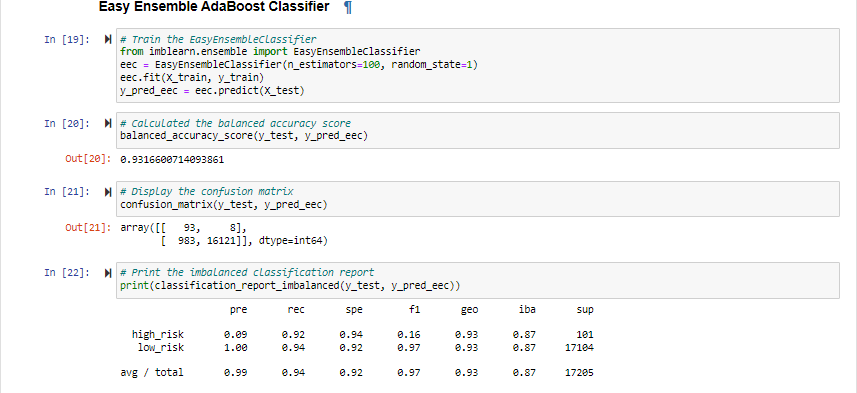 Easy Ensemble AdaBoost Classifier ¶
In [19]: # Train the EasyEnsembleClassifier
from imblearn.ensemble import EasyEnsembleClassifier
eec = EasyEnsembleClassifier(n_estimators=100, random_state=1)
eec.fit(X_train, y_train)
y_pred_eec = eec.predict(X_test)
In [20]: # Calculated the balanced accuracy score
balanced_accuracy_score(y_test, y_pred_eec)
Out[20]: 0.9316600714093861
In [21]: # Display the confusion matrix
confusion_matrix(y_test, y_pred_eec)
Out[21]: array([[   93,     8],
[  983, 16121]], dtype=int64)
In [22]: # Print the imbalanced classification report
print(classification_report_imbalanced(y_test, y_pred_eec))
pre rec spe f1 geo iba sup
high_risk 0.09 0.92 0.94 0.16 0.93 0.87 101
low_risk 1.00 0.94 0.92 0.97 0.93 0.87 17104
avg / total 0.99 0.94 0.92 0.97 0.93 0.87 17205